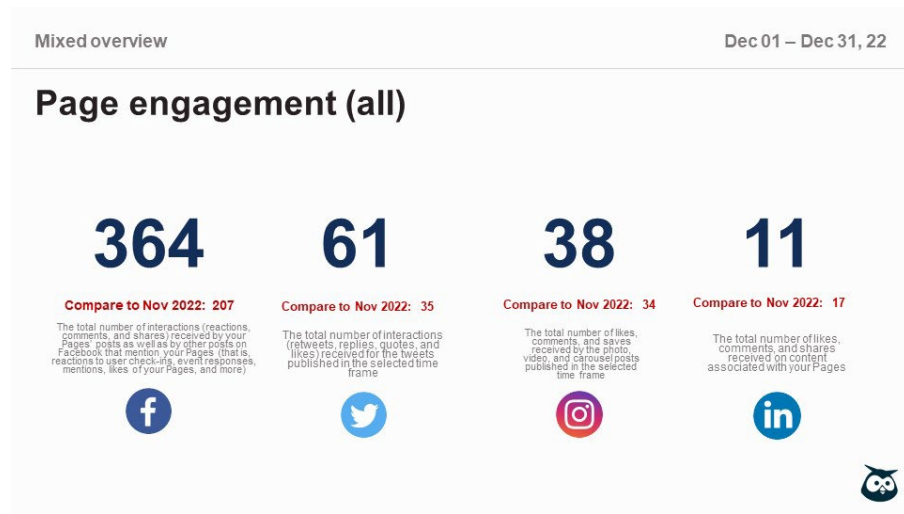 Mixed overview
Dec 01 – Dec 31, 22
Page engagement (all)
364
61
38
11
Compare to Nov 2022: 207
Compare to Nov 2022: 35
Compare to Nov 2022: 34
Compare to Nov 2022: 17
The total number of interactions (reactions,
comments, and shares) received by your
Pages' posts as well as by other posts on
Facebook that mention your Pages (that is,
reactions to user check-ins, event responses,
mentions, likes of your Pages, and more)
The total number of interactions
(retweets, replies, quotes, and
likes) received for the tweets
published in the selected time
frame
The total number of likes,
comments, and saves
received by the photo,
video, and carousel posts
published in the selected
time frame
The total number of likes,
comments, and shares
received on content
associated with your Pages
f
in